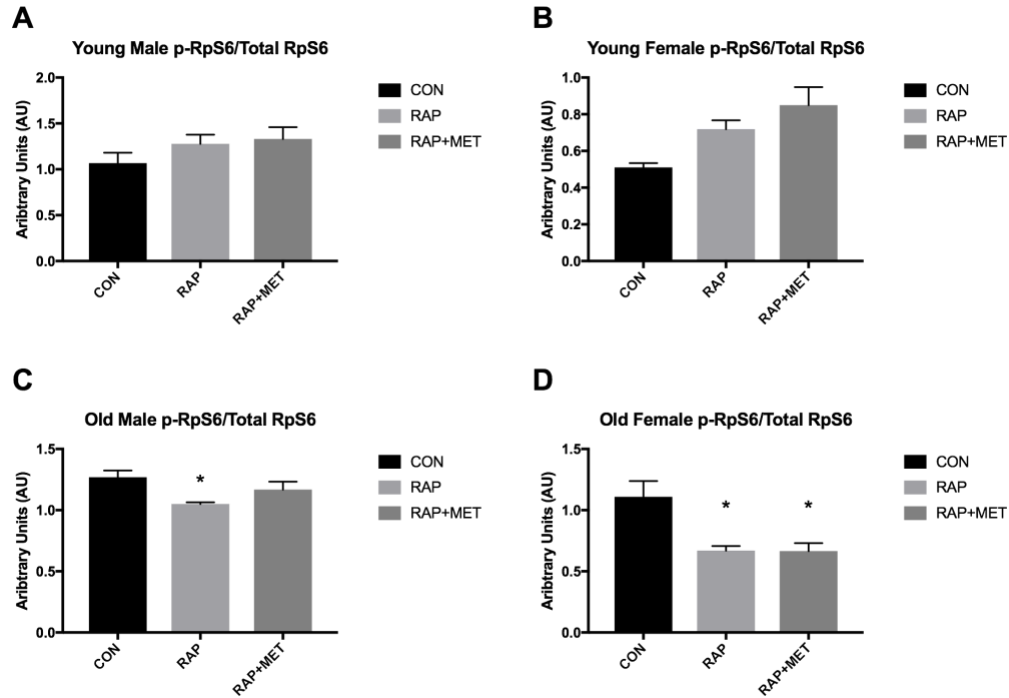 A
Young Male p-RpS6/Total RpS6
Aribtrary Units (AU)
2.0
1.5
1.0
0.5
0.0
CON
RAP
RAP+MET
CON
RAP
RAP+MET
B
Young Female p-RpS6/Total RpS6
Aribtrary Units (AU)
1.0
0.8
0.6
0.4
0.2
0.0
CON
RAP
RAP+MET
CON
RAP
RAP+MET
C
Old Male p-RpS6/Total RpS6
Aribtrary Units (AU)
1.5
1.0
0.5
0.0
*
CON
RAP
RAP+MET
CON
RAP
RAP+MET
D
Old Female p-RpS6/Total RpS6
Aribtrary Units (AU)
1.5
1.0
0.5
0.0
* *
CON
RAP
RAP+MET
CON
RAP
RAP+MET